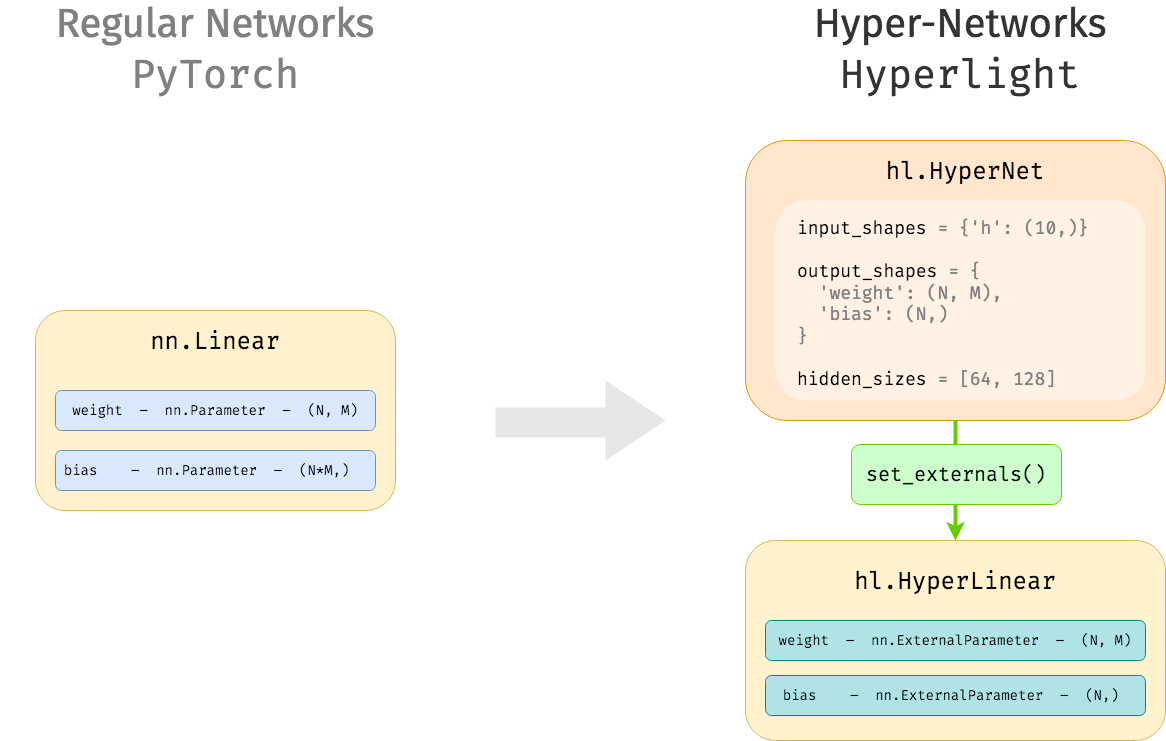 Regular Networks
PyTorch
Hyper-Networks
Hyperlight
nn.Linear
weight – nn.Parameter – (N, M)
bias – nn.Parameter – (N*M,)
hl.HyperNet
input_shapes = {'h': (10,)}
output_shapes = {
'weight': (N, M),
'bias': (N,)
}
hidden_sizes = [64, 128]
set_externals()
hl.HyperLinear
weight – nn.ExternalParameter – (N, M)
bias – nn.ExternalParameter – (N,)